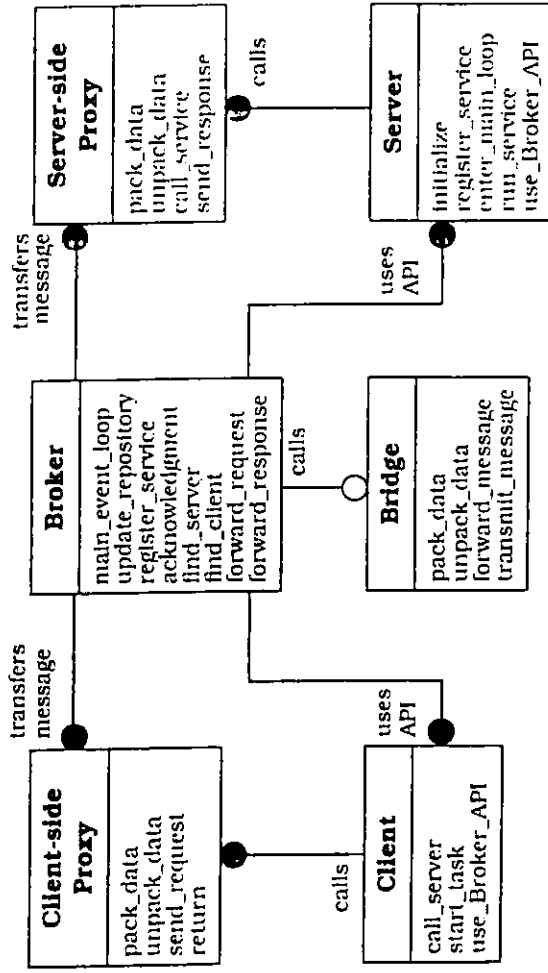 Client-side
Proxy
pack_data
unpack_data
send_request
return
transfers
message
Broker
main_event_loop
update_repository
register_service
acknowledgment
find_server
find_client
forward_request
forward_response
transfers
message
Server-side
Proxy
pack_data
unpack_data
call_service
send_response
calls
uses
API
calls
uses
API
calls
Client
call_server
start_task
use_Broker_API
Bridge
pack_data
unpack_data
forward_message
transmit_message
Server
initialize
register_service
enter_main_loop
run_service
use_Broker_API